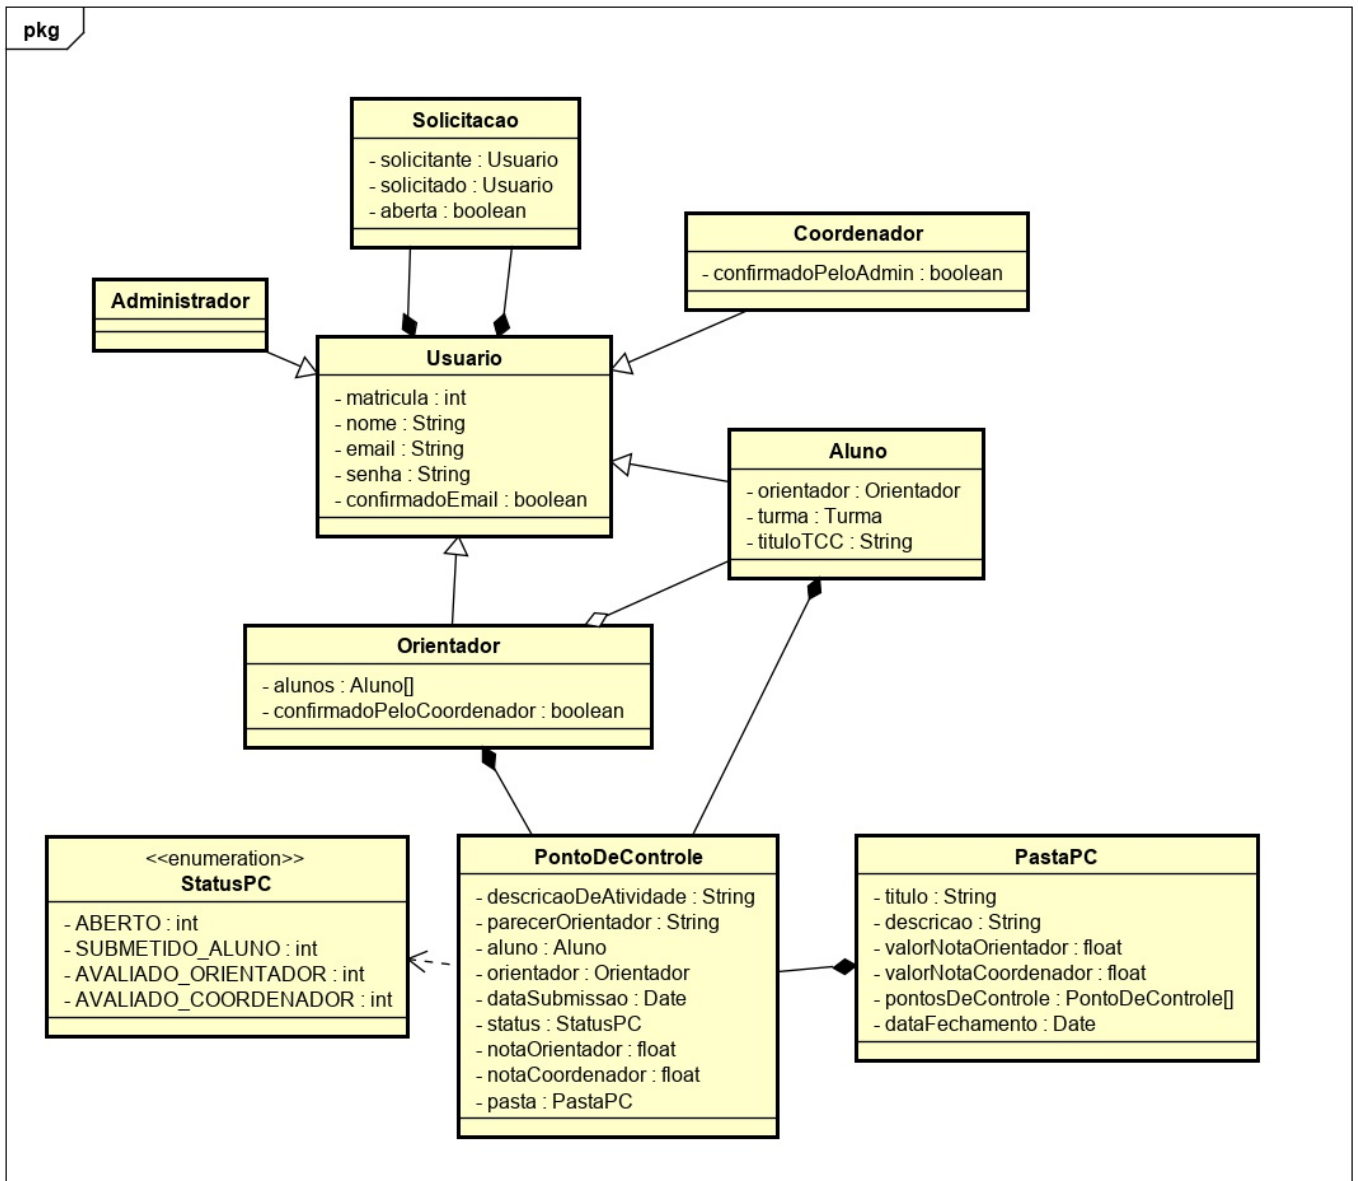 pkg
Solicitacao
- solicitante : Usuario
- solicitado : Usuario
- aberta : boolean
Coordenador
- confirmadoPeloAdmin : boolean
Administrador
Usuario
- matricula : int
- nome : String
- email : String
- senha : String
- confirmadoEmail : boolean
Aluno
- orientador : Orientador
- turma : Turma
- tituloTCC : String
Orientador
- alunos : Aluno[]
- confirmadoPeloCoordenador : boolean
<<enumeration>>
StatusPC
- ABERTO : int
- SUBMETIDO_ALUNO : int
- AVALIADO_ORIENTADOR : int
- AVALIADO_COORDENADOR : int
PontoDeControle
- descricaoDeAtividade : String
- parecerOrientador : String
- aluno : Aluno
- orientador : Orientador
- dataSubmissao : Date
- status : StatusPC
- notaOrientador : float
- notaCoordenador : float
- pasta : PastaPC
PastaPC
- titulo : String
- descricao : String
- valorNotaOrientador : float
- valorNotaCoordenador : float
- pontosDeControle : PontoDeControle[]
- dataFechamento : Date